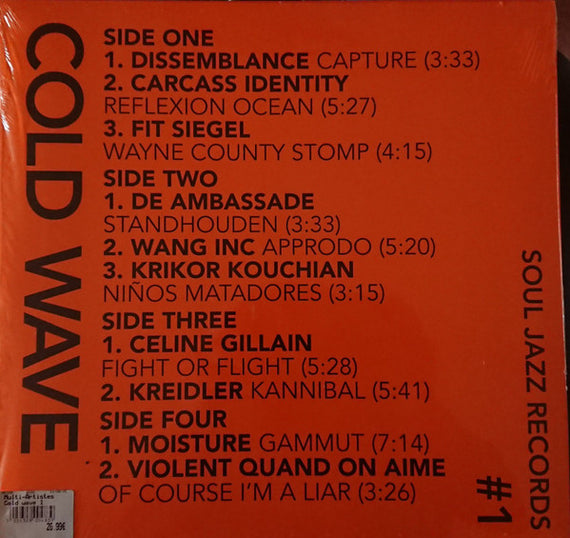 COLD WAVE
SIDE ONE
1. DISSEMBLANCE CAPTURE (3:33)
2. CARCASS IDENTITY
REFLEXION OCEAN (5:27)
3. FIT SIEGEL
WAYNE COUNTY STOMP (4:15)
SIDE TWO
1. DE AMBASSADE
STANDHOUDEN (3:33)
2. WANG INC APPRODO (5:20)
3. KRIKOR KOUCHIAN
NIÑOS MATADORES (3:15)
SIDE THREE
1. CELINE GILLAIN
FIGHT OR FLIGHT (5:28)
2. KREIDLER KANNIBAL (5:41)
SIDE FOUR
1. MOISTURE GAMMUT (7:14)
2. VIOLENT QUAND ON AIME
OF COURSE I'M A LIAR (3:26)
SOUL JAZZ RECORDS
#1
Multi-Artistes
Cold wave 1
26.99€